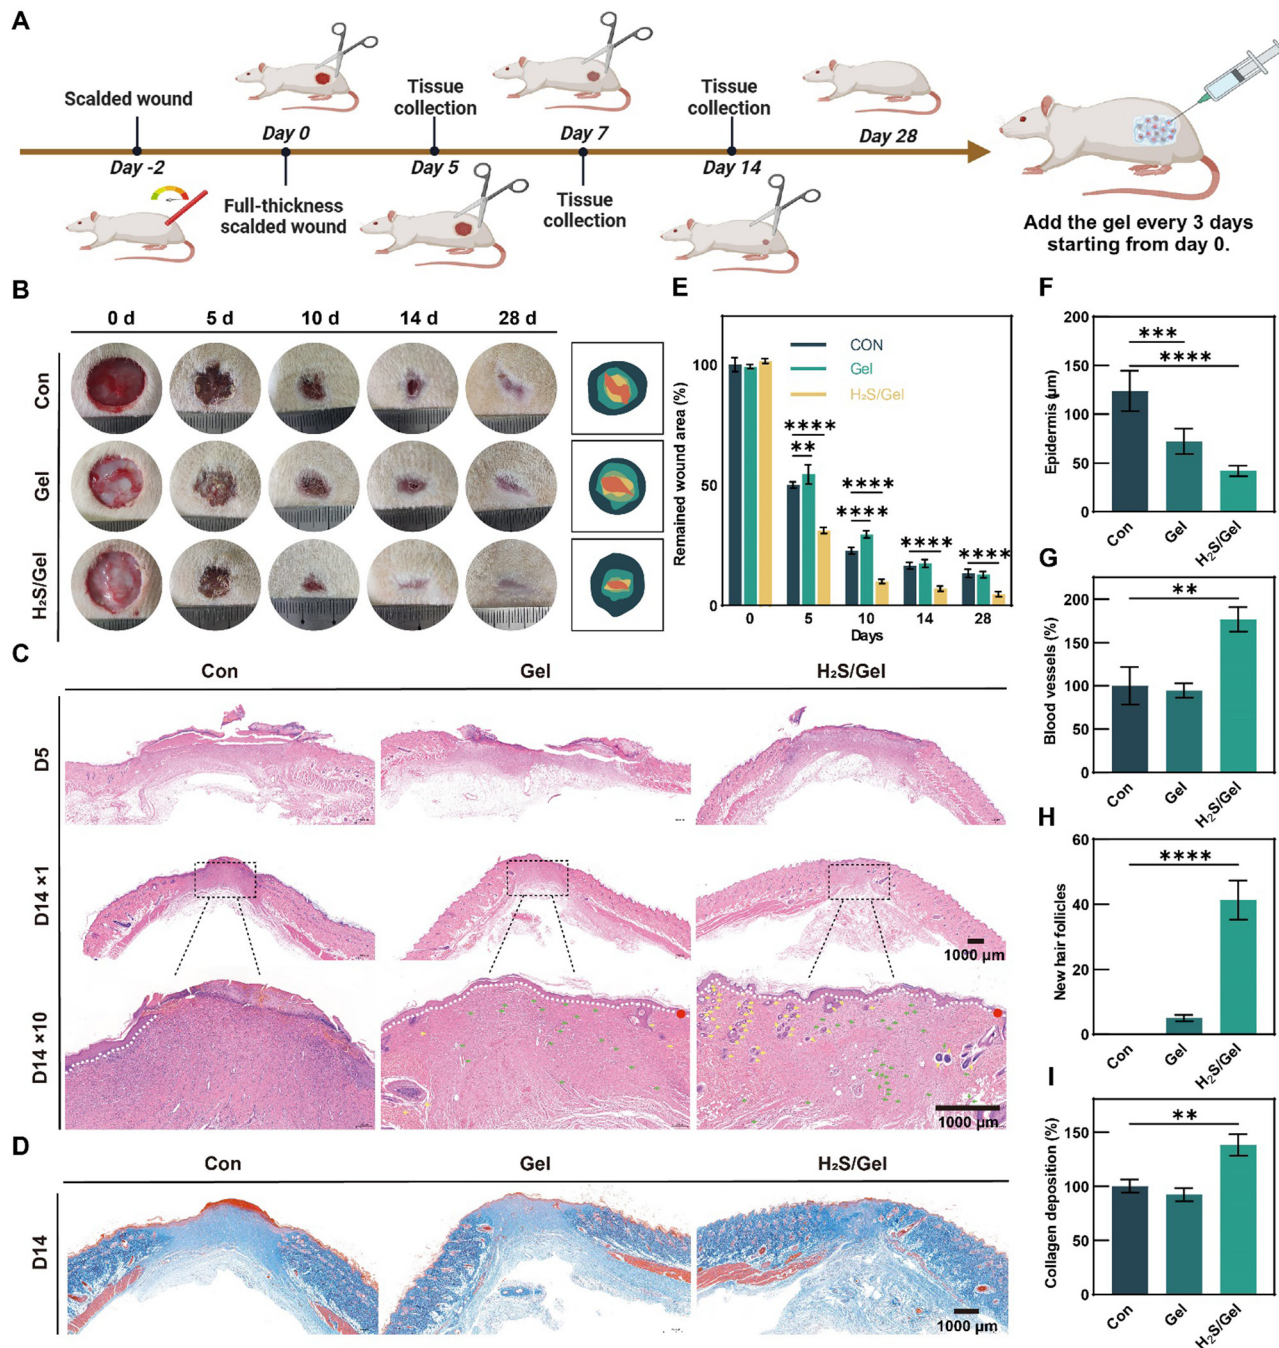 A
Scalded wound
Day -2
Day 0
Full-thickness
scalded wound
Tissue
collection
Day 5
Day 7
Tissue
collection
Tissue
collection
Day 14
Day 28
Add the gel every 3 days
starting from day 0.
B
0 d 5 d 10 d 14 d 28 d
Con
Gel
H₂S/Gel
E
Remained wound area (%)
100
50
0
CON
Gel
H₂S/Gel
**** ** **** **** **** ****
0 5 10 14 28
Days
F
Epidermis (μm)
200
150
100
50
0
***
****
Con Gel H₂S/Gel
G
Blood vessels (%)
200
150
100
50
0
**
Con Gel H₂S/Gel
H
New hair follicles
60
40
20
0
****
Con Gel H₂S/Gel
I
Collagen deposition (%)
150
100
50
0
**
Con Gel H₂S/Gel
C
Con Gel H₂S/Gel
D5
D14 ×1
1000 μm
D14 ×10
1000 μm
D
Con Gel H₂S/Gel
D14
1000 μm